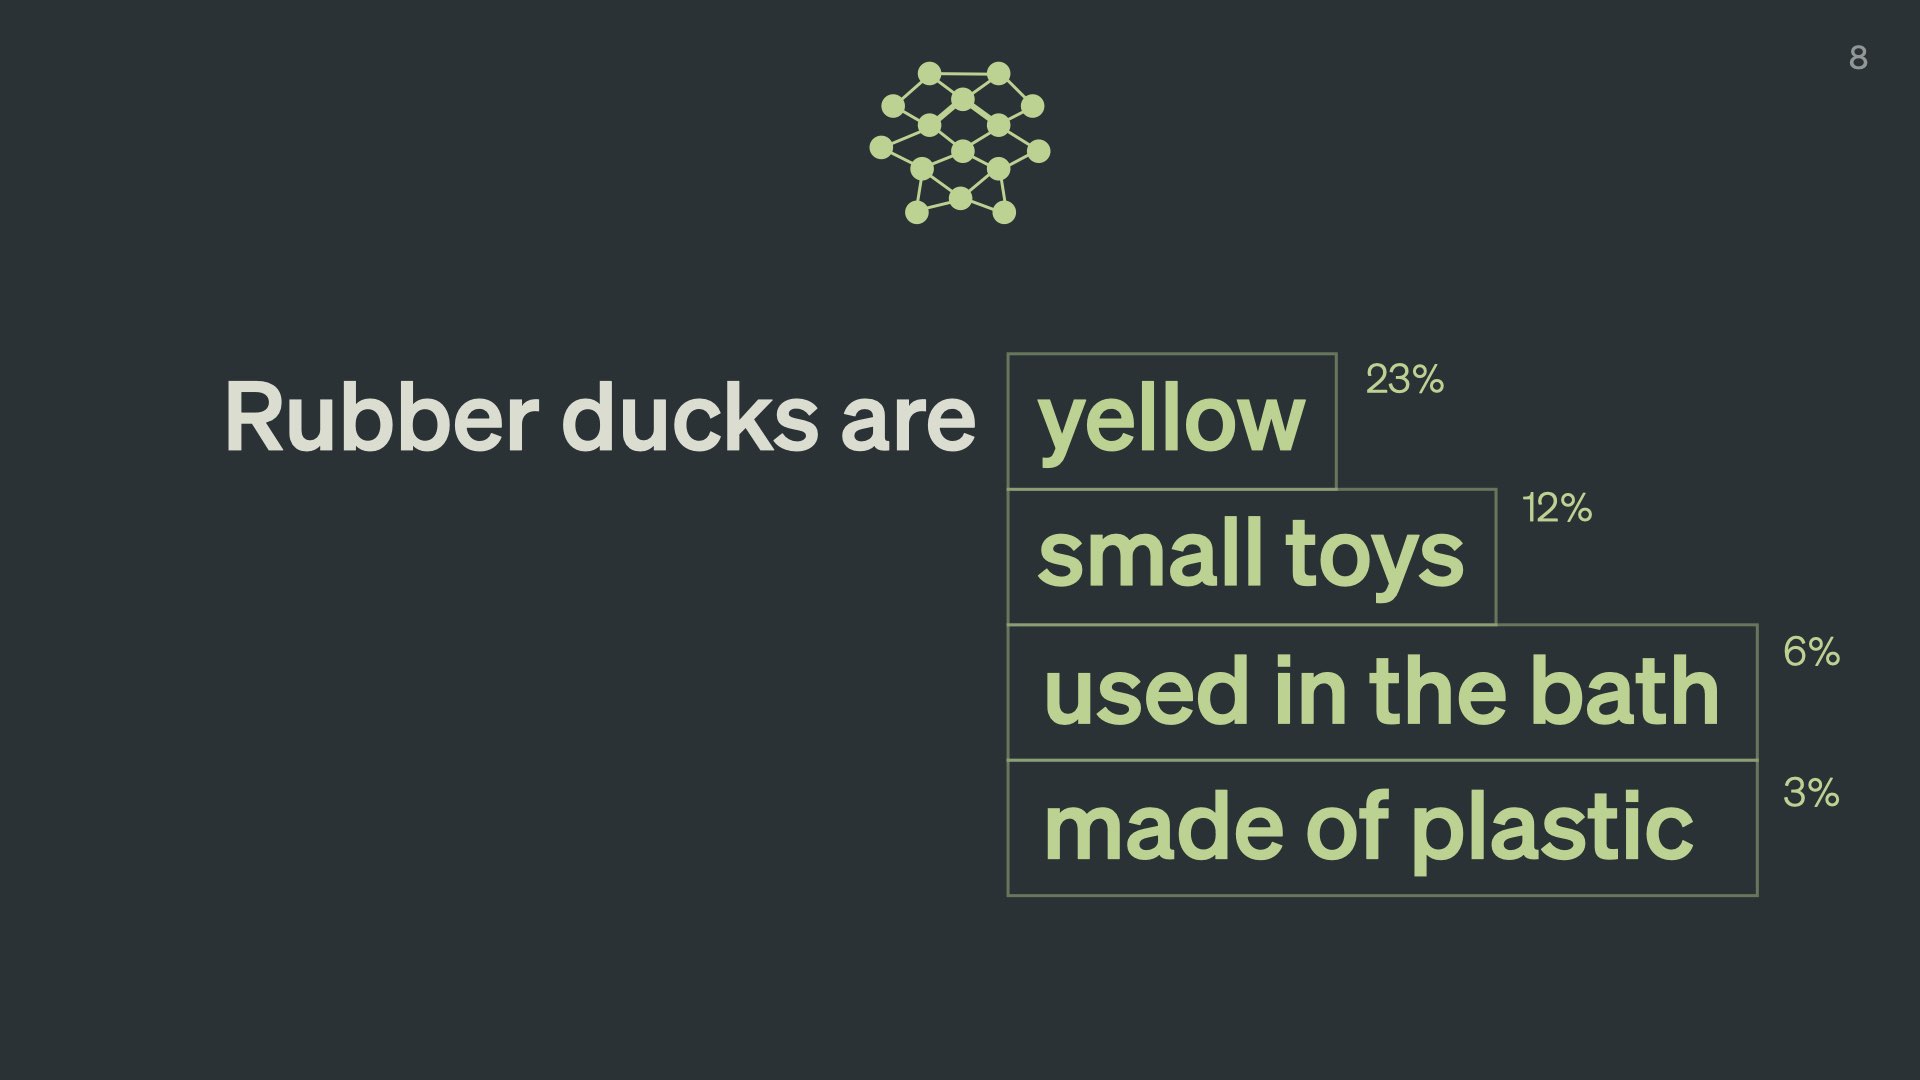 8
Rubber ducks are yellow 23%
small toys 12%
used in the bath 6%
made of plastic 3%